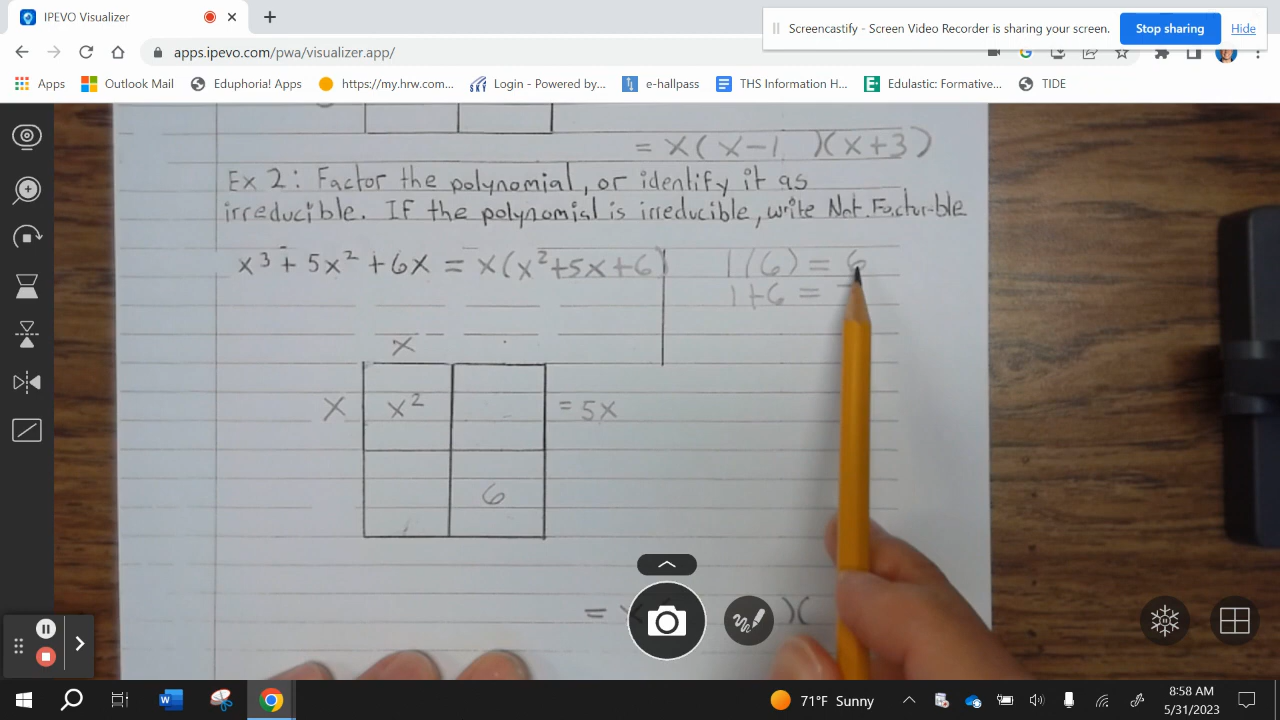 IPEVO Visualizer
Screencastify - Screen Video Recorder is sharing your screen.
Stop sharing
Hide
apps.ipevo.com/pwa/visualizer.app/
Apps
Outlook Mail
Eduphoria! Apps
https://my.hrw.com...
Login - Powered by...
e-hallpass
THS Information H...
Edulastic: Formative...
TIDE
= x(x-1 )(x+3)
Ex 2: Factor the polynomial, or identify it as
irreducible. If the polynomial is irreducible, write Not Factor-ble
x³ + 5x² + 6x = x(x²+5x+6)
1(6) = 6
1+6 =
x
x
x²
= 5x
6
= x
)(
71°F Sunny
8:58 AM
5/31/2023